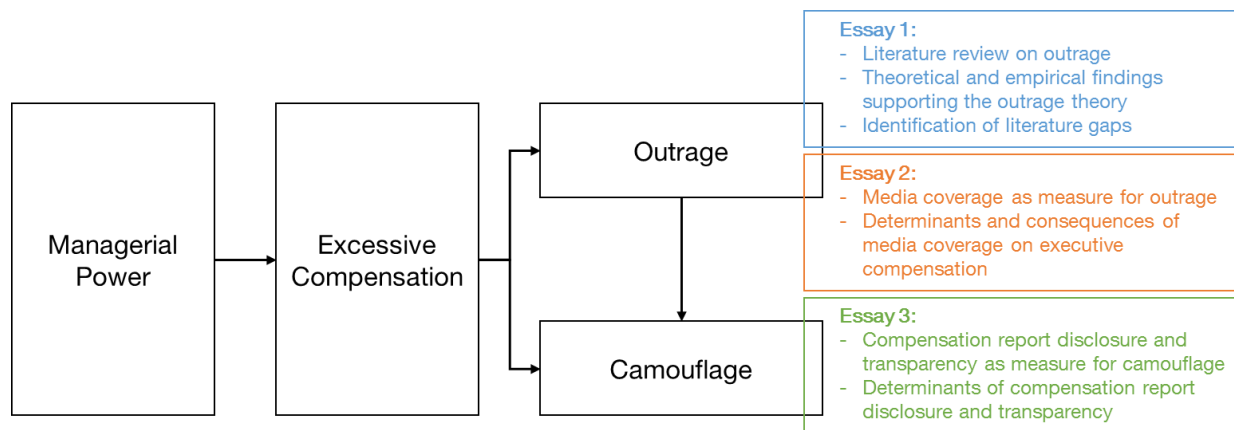 Managerial
Power
Excessive
Compensation
Outrage
Camouflage
Essay 1:
- Literature review on outrage
- Theoretical and empirical findings
supporting the outrage theory
- Identification of literature gaps
Essay 2:
- Media coverage as measure for outrage
- Determinants and consequences of
media coverage on executive
compensation
Essay 3:
- Compensation report disclosure and
transparency as measure for camouflage
- Determinants of compensation report
disclosure and transparency